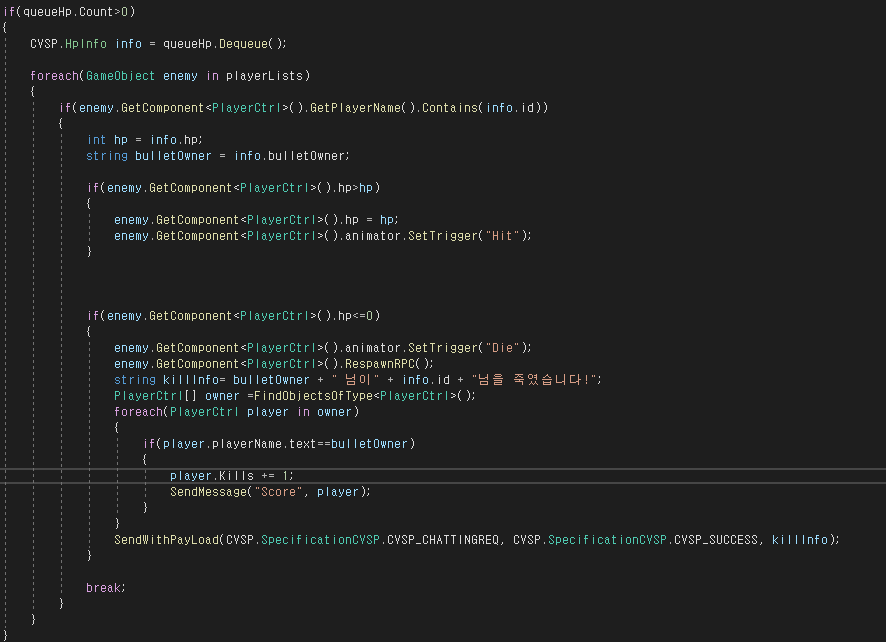 if(queueHp.Count>0)
{
CVSP.HpInfo info = queueHp.Dequeue();
foreach(GameObject enemy in playerLists)
{
if(enemy.GetComponent<PlayerCtrl>().GetPlayerName().Contains(info.id))
{
int hp = info.hp;
string bulletOwner = info.bulletOwner;
if(enemy.GetComponent<PlayerCtrl>().hp>hp)
{
enemy.GetComponent<PlayerCtrl>().hp = hp;
enemy.GetComponent<PlayerCtrl>().animator.SetTrigger("Hit");
}
if(enemy.GetComponent<PlayerCtrl>().hp<=0)
{
enemy.GetComponent<PlayerCtrl>().animator.SetTrigger("Die");
enemy.GetComponent<PlayerCtrl>().RespawnRPC();
string killInfo= bulletOwner + " 님이" + info.id + "님을 죽였습니다!";
PlayerCtrl[] owner =FindObjectsOfType<PlayerCtrl>();
foreach(PlayerCtrl player in owner)
{
if(player.playerName.text==bulletOwner)
{
player.Kills += 1;
SendMessage("Score", player);
}
}
SendWithPayLoad(CVSP.SpecificationCVSP.CVSP_CHATTINGREQ, CVSP.SpecificationCVSP.CVSP_SUCCESS, killInfo);
}
break;
}
}
}